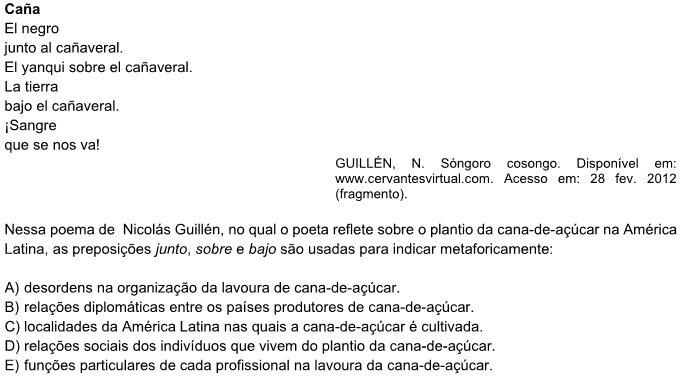 Caña
El negro
junto al cañaveral.
El yanqui sobre el cañaveral.
La tierra
bajo el cañaveral.
¡Sangre
que se nos va!
GUILLÉN, N. Sóngoro cosongo. Disponível em:
www.cervantesvirtual.com. Acesso em: 28 fev. 2012
(fragmento).
Nessa poema de Nicolás Guillén, no qual o poeta reflete sobre o plantio da cana-de-açúcar na América
Latina, as preposições junto, sobre e bajo são usadas para indicar metaforicamente:
A) desordens na organização da lavoura de cana-de-açúcar.
B) relações diplomáticas entre os países produtores de cana-de-açúcar.
C) localidades da América Latina nas quais a cana-de-açúcar é cultivada.
D) relações sociais dos indivíduos que vivem do plantio da cana-de-açúcar.
E) funções particulares de cada profissional na lavoura da cana-de-açúcar.